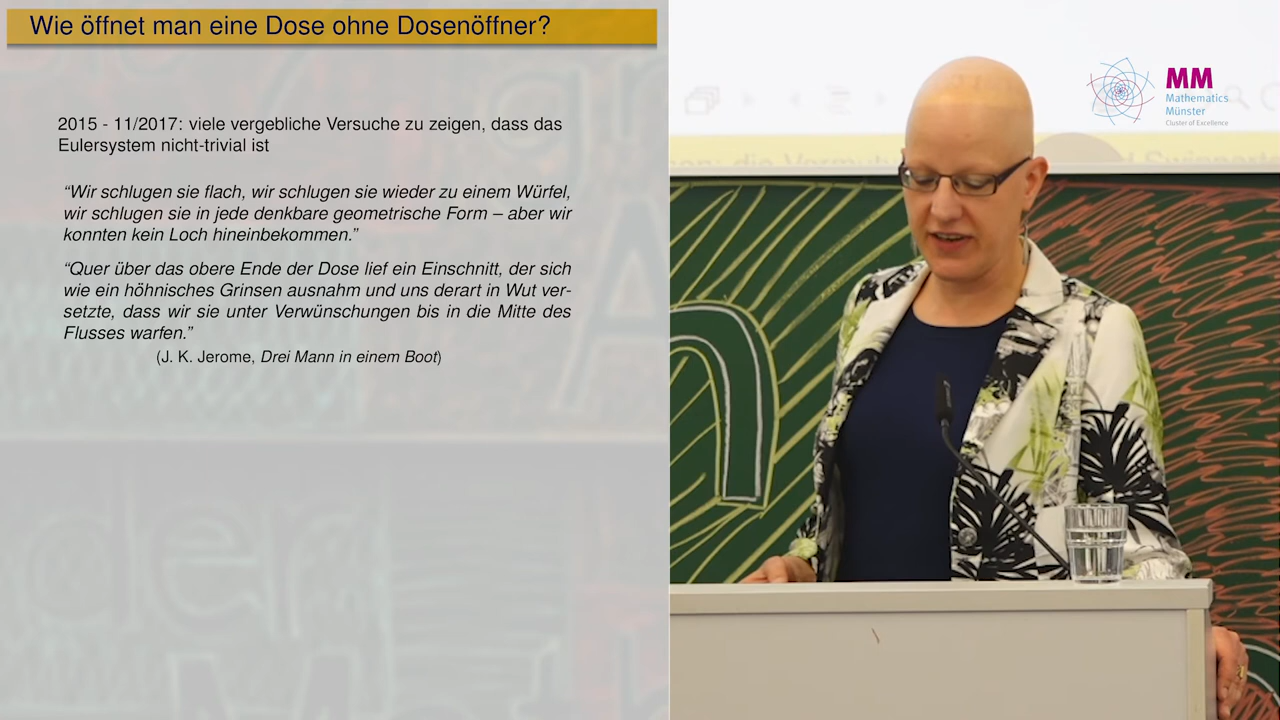 Wie öffnet man eine Dose ohne Dosenöffner?
2015 - 11/2017: viele vergebliche Versuche zu zeigen, dass das
Eulersystem nicht-trivial ist
“Wir schlugen sie flach, wir schlugen sie wieder zu einem Würfel,
wir schlugen sie in jede denkbare geometrische Form – aber wir
konnten kein Loch hineinbekommen.”
“Quer über das obere Ende der Dose lief ein Einschnitt, der sich
wie ein höhnisches Grinsen ausnahm und uns derart in Wut ver-
setzte, dass wir sie unter Verwünschungen bis in die Mitte des
Flusses warfen.”
(J. K. Jerome, Drei Mann in einem Boot)
MM
Mathematics
Münster
Cluster of Excellence